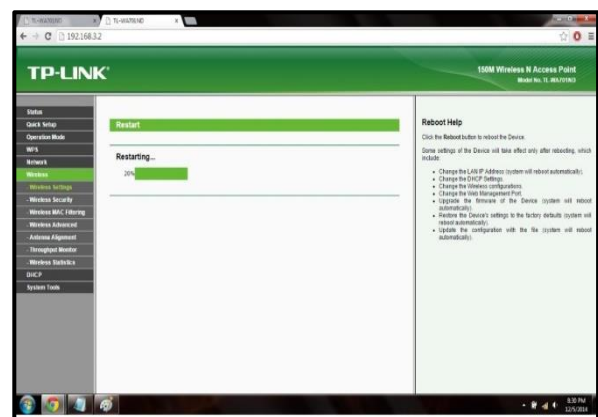 TL-WA701ND
TL-WA701ND
192.168.3.2
TP-LINK
150M Wireless N Access Point
Model No. TL-WA701ND
Status
Quick Setup
Operation Mode
WPS
Network
Wireless
- Wireless Settings
- Wireless Security
- Wireless MAC Filtering
- Wireless Advanced
- Antenna Alignment
- Throughput Monitor
- Wireless Statistics
DHCP
System Tools
Restart
Restarting...
20%
Reboot Help
Click the Reboot button to reboot the Device.
Some settings of the Device will take effect only after rebooting, which
include:
Change the LAN IP Address (system will reboot automatically).
Change the DHCP Settings.
Change the Wireless configurations.
Change the Web Management Port.
Upgrade the firmware of the Device (system will reboot
automatically).
Restore the Device's settings to the factory defaults (system will
reboot automatically).
Update the configuration with the file (system will reboot
automatically).
8:30 PM
12/5/2014